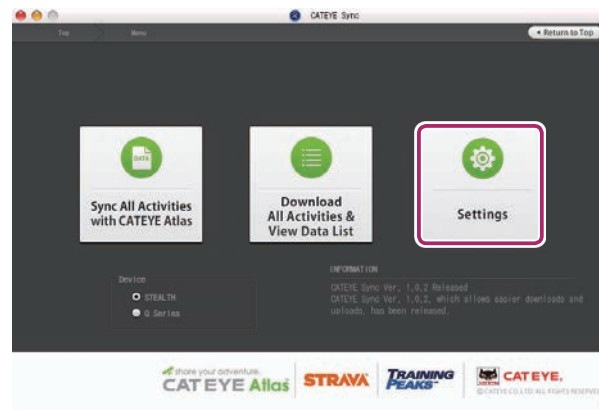 CATEYE Sync
Top
Menu
Return to Top
DATA
Sync All Activities
with CATEYE Atlas
Download
All Activities &
View Data List
Settings
Device
STEALTH
Q Series
INFORMATION
CATEYE Sync Ver. 1.0.2 Released
CATEYE Sync Ver. 1.0.2, which allows easier downloads and
uploads, has been released.
share your adventure.
CATEYE Atlas
STRAVA
TRAINING
PEAKS
CATEYE
CATEYE.
© CATEYE CO.LTD. ALL RIGHTS RESERVED